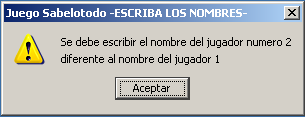 Juego Sabelotodo -ESCRIBA LOS NOMBRES-
Se debe escribir el nombre del jugador numero 2
diferente al nombre del jugador 1
Aceptar